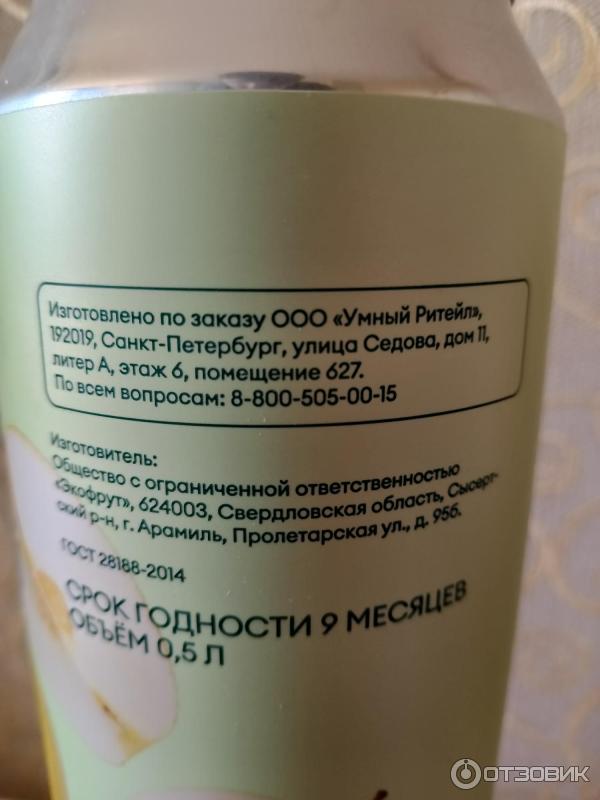 Изготовлено по заказу ООО «Умный Ритейл»,
192019, Санкт-Петербург, улица Седова, дом 11,
литер А, этаж 6, помещение 627.
По всем вопросам: 8-800-505-00-15
Изготовитель:
Общество с ограниченной ответственностью
«Экофрут», 624003, Свердловская область, Сысерт-
ский р-н, г. Арамиль, Пролетарская ул., д. 95б.
ГОСТ 28188-2014
СРОК ГОДНОСТИ 9 МЕСЯЦЕВ
ОБЪЁМ 0,5 Л
ОТЗОВИК